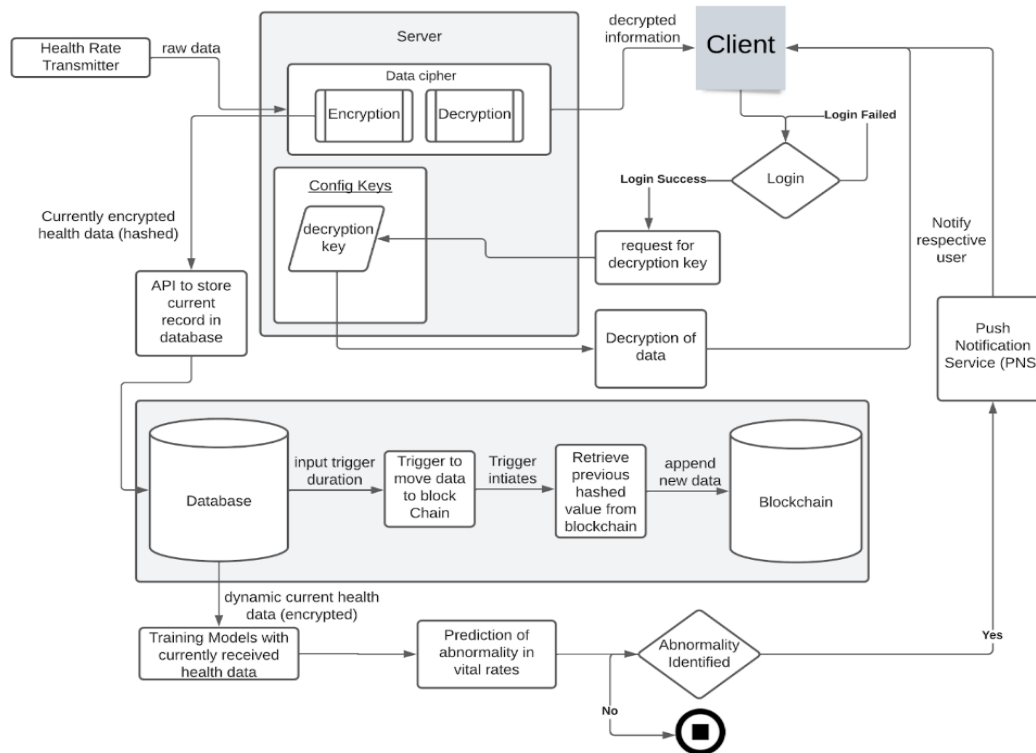 Server
decrypted
information
Client
Health Rate
Transmitter
raw data
Data cipher
Encryption
Decryption
Login Failed
Login
Login Success
Config Keys
decryption
key
request for
decryption key
Currently encrypted
health data (hashed)
Notify
respective
user
API to store
current
record in
database
Decryption of
data
Push
Notification
Service (PNS
Database
input trigger
duration
Trigger to
move data
to block
Chain
Trigger
intiates
Retrieve
previous
hashed
value from
blockchain
append
new data
Blockchain
dynamic current health
data (encrypted)
Training Models with
currently received
health data
Prediction of
abnormality in
vital rates
Abnormality
Identified
Yes
No